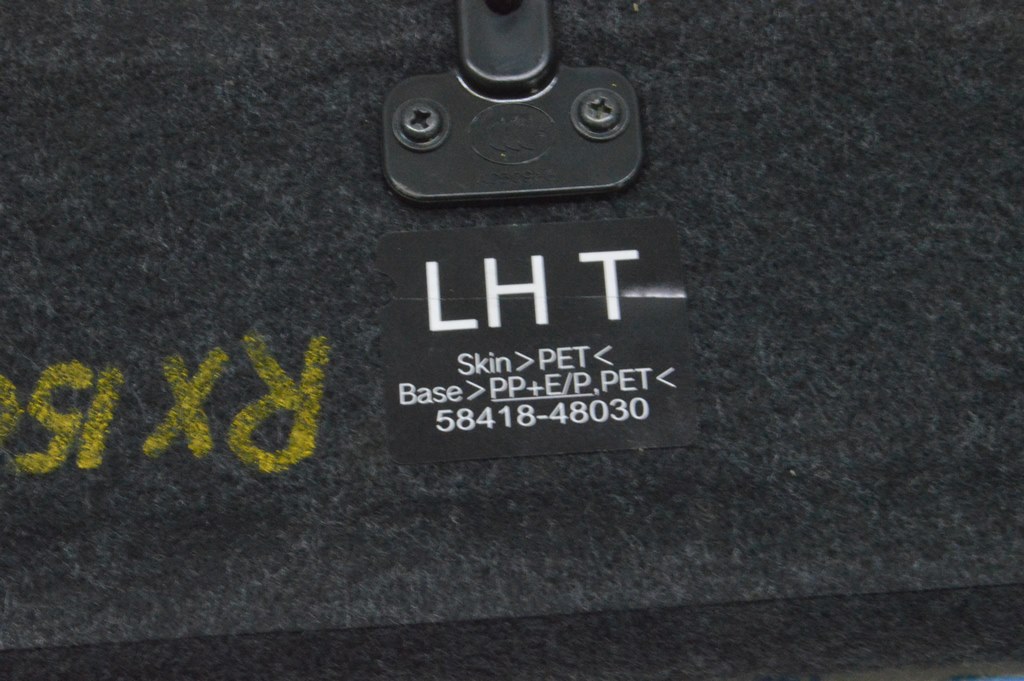 LH T
Skin>PET<
Base>PP+E/P,PET<
58418-48030
RX 15